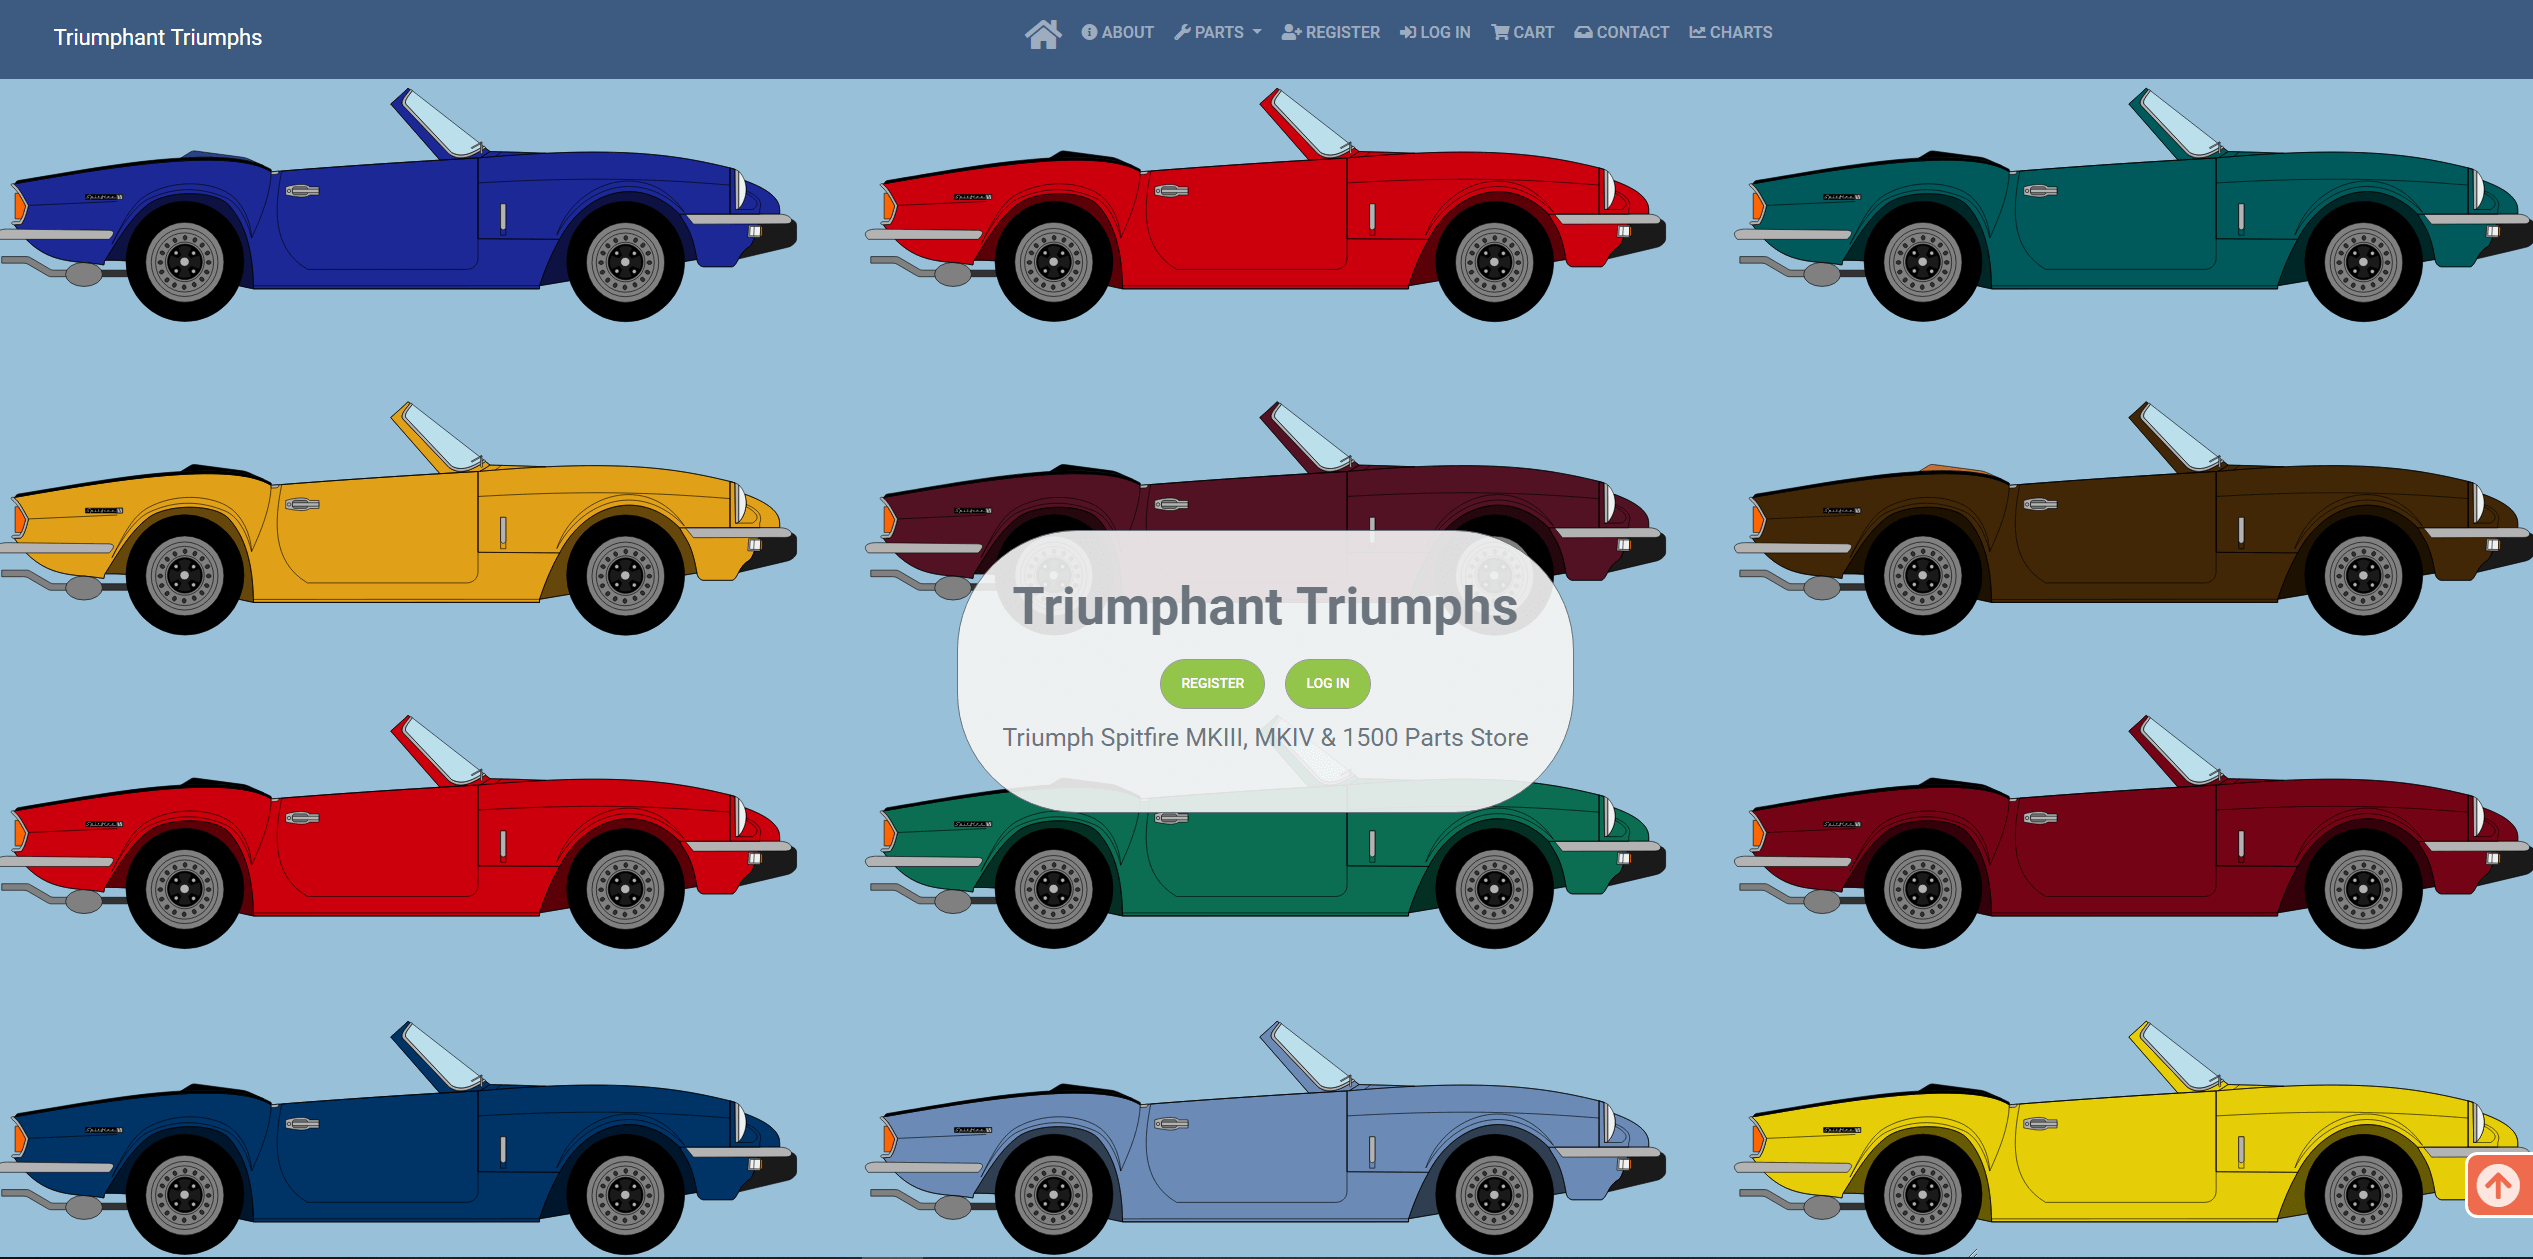 Triumphant Triumphs
ABOUT PARTS REGISTER LOG IN CART CONTACT CHARTS
Triumphant Triumphs
REGISTER LOG IN
Triumph Spitfire MKIII, MKIV & 1500 Parts Store